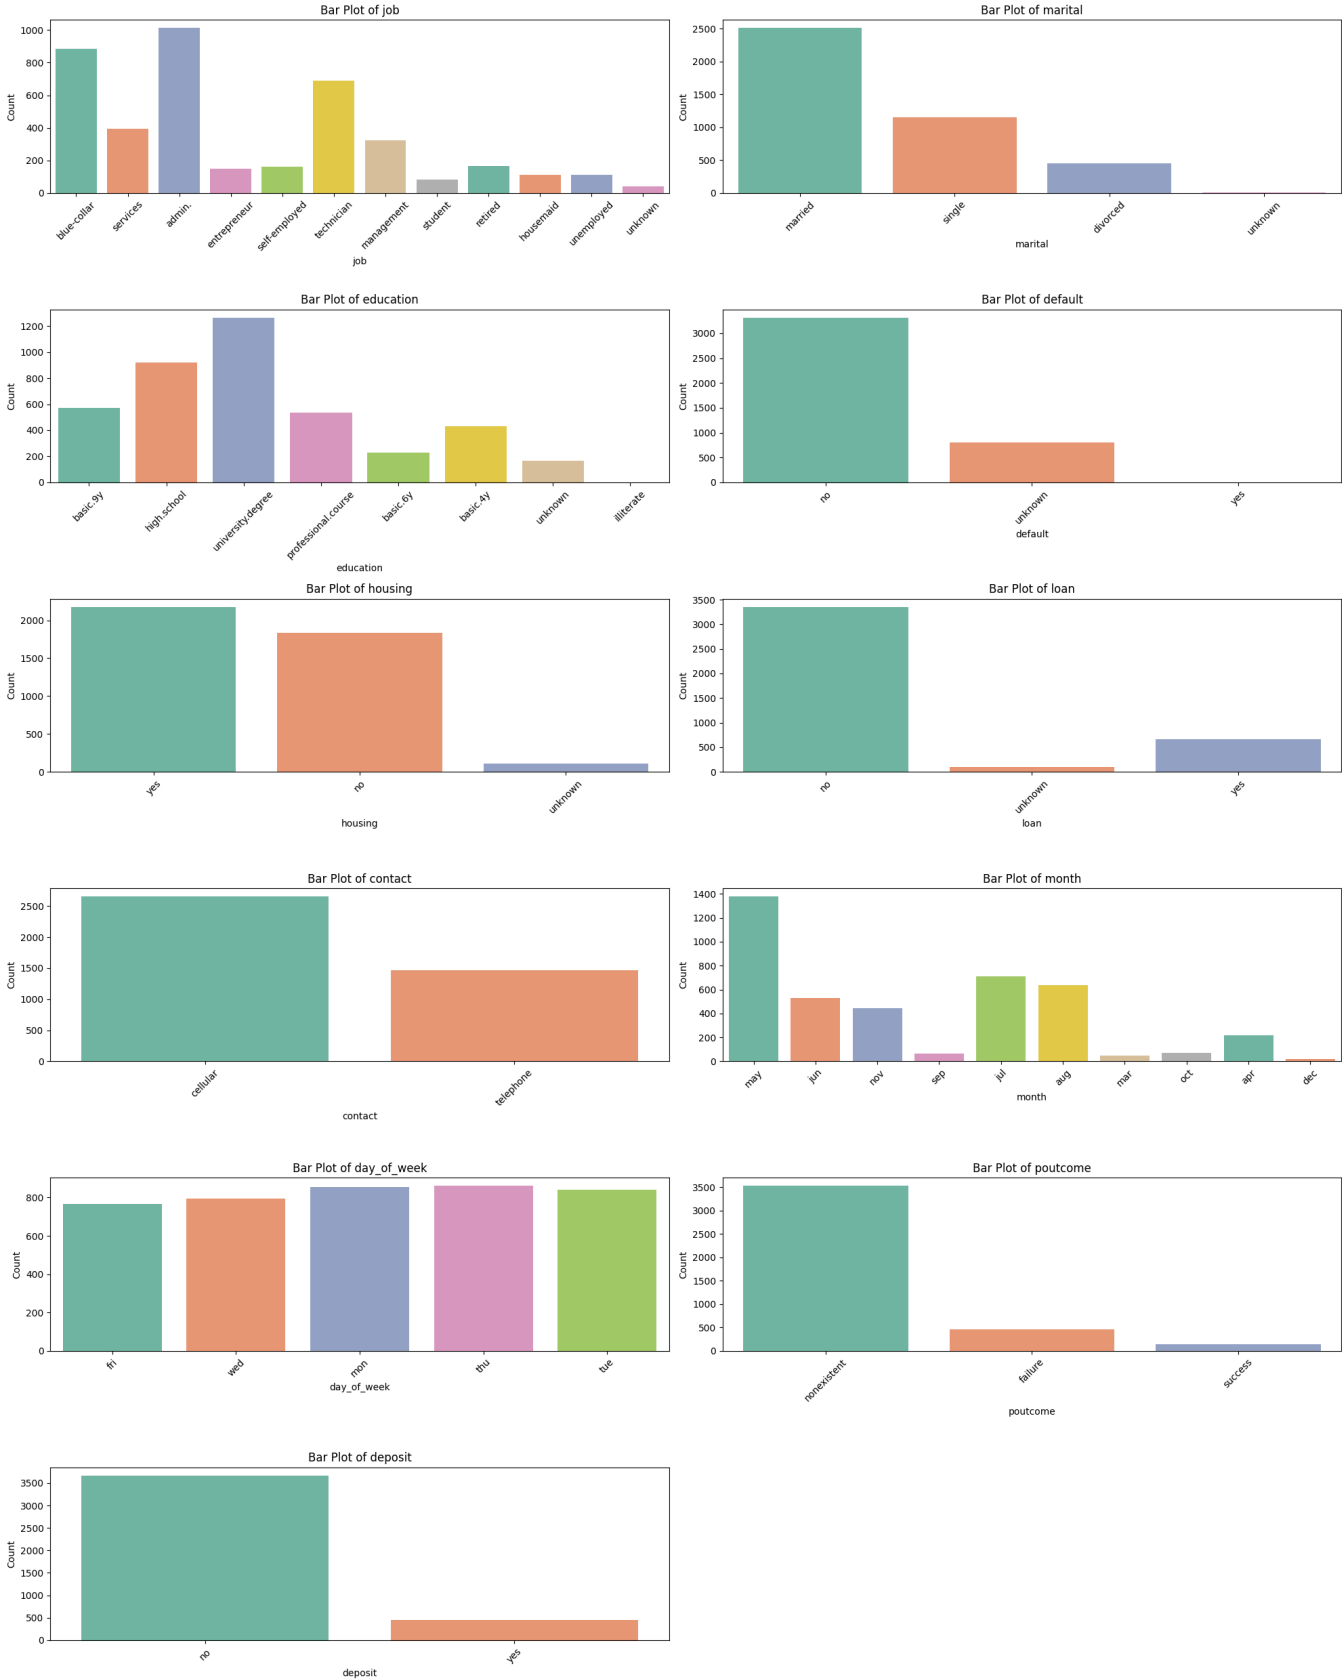 Bar Plot of job
1000
800
600
400
200
0
Count
blue-collar
services
admin.
entrepreneur
self-employed
technician
management
student
retired
housemaid
unemployed
unknown
job
Bar Plot of marital
2500
2000
1500
1000
500
0
Count
married
single
divorced
unknown
marital
Bar Plot of education
1200
1000
800
600
400
200
0
Count
basic.9y
high.school
university.degree
professional.course
basic.6y
basic.4y
unknown
illiterate
education
Bar Plot of default
3000
2500
2000
1500
1000
500
0
Count
no
unknown
yes
default
Bar Plot of housing
2000
1500
1000
500
0
Count
yes
no
unknown
housing
Bar Plot of loan
3500
3000
2500
2000
1500
1000
500
0
Count
no
unknown
yes
loan
Bar Plot of contact
2500
2000
1500
1000
500
0
Count
cellular
telephone
contact
Bar Plot of month
1400
1200
1000
800
600
400
200
0
Count
may
jun
nov
sep
jul
aug
mar
oct
apr
dec
month
Bar Plot of day_of_week
800
600
400
200
0
Count
fri
wed
mon
thu
tue
day_of_week
Bar Plot of poutcome
3500
3000
2500
2000
1500
1000
500
0
Count
nonexistent
failure
success
poutcome
Bar Plot of deposit
3500
3000
2500
2000
1500
1000
500
0
Count
no
yes
deposit